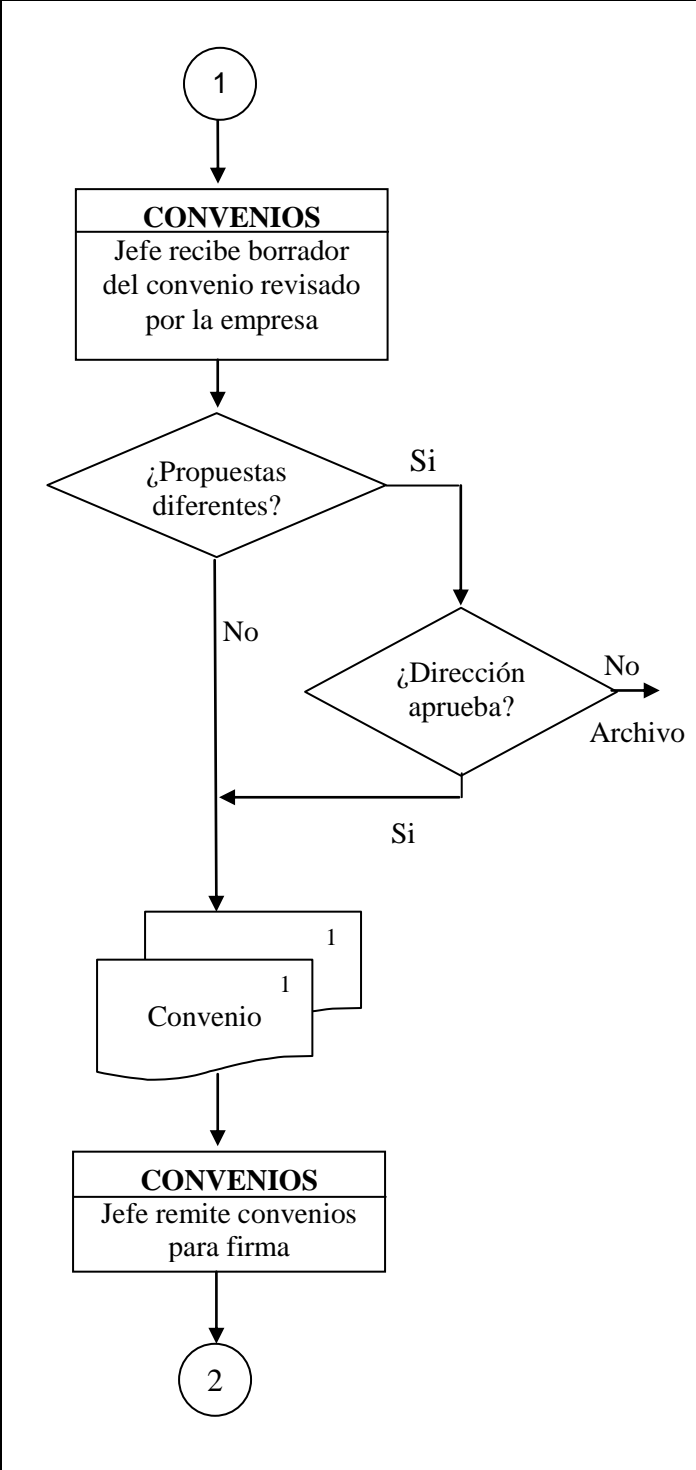 1
CONVENIOS
Jefe recibe borrador
del convenio revisado
por la empresa
¿Propuestas
diferentes?
Si
No
¿Dirección
aprueba?
No
Archivo
Si
1
1
Convenio
CONVENIOS
Jefe remite convenios
para firma
2